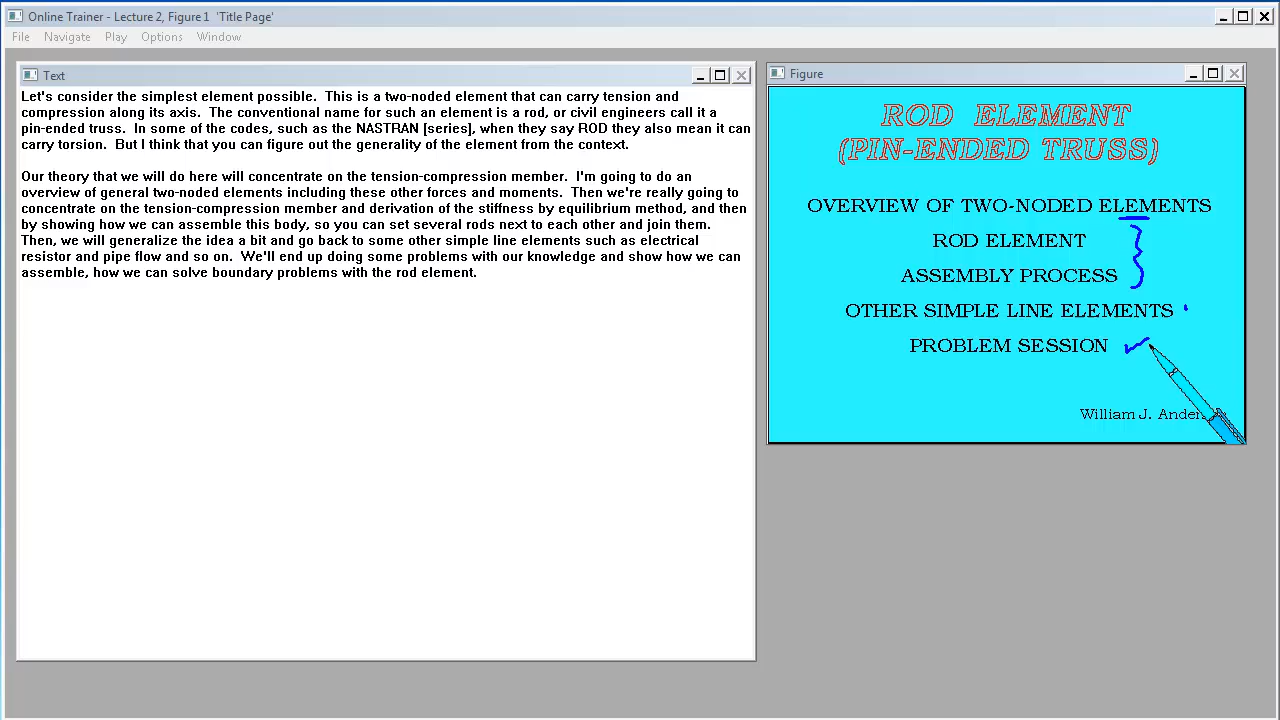 Online Trainer - Lecture 2, Figure 1 'Title Page'
File Navigate Play Options Window
Text
Let's consider the simplest element possible. This is a two-noded element that can carry tension and
compression along its axis. The conventional name for such an element is a rod, or civil engineers call it a
pin-ended truss. In some of the codes, such as the NASTRAN [series], when they say ROD they also mean it can
carry torsion. But I think that you can figure out the generality of the element from the context.
Our theory that we will do here will concentrate on the tension-compression member. I'm going to do an
overview of general two-noded elements including these other forces and moments. Then we're really going to
concentrate on the tension-compression member and derivation of the stiffness by equilibrium method, and then
by showing how we can assemble this body, so you can set several rods next to each other and join them.
Then, we will generalize the idea a bit and go back to some other simple line elements such as electrical
resistor and pipe flow and so on. We'll end up doing some problems with our knowledge and show how we can
assemble, how we can solve boundary problems with the rod element.
Figure
ROD ELEMENT
(PIN-ENDED TRUSS)
OVERVIEW OF TWO-NODED ELEMENTS
ROD ELEMENT
ASSEMBLY PROCESS
OTHER SIMPLE LINE ELEMENTS
PROBLEM SESSION
William J.